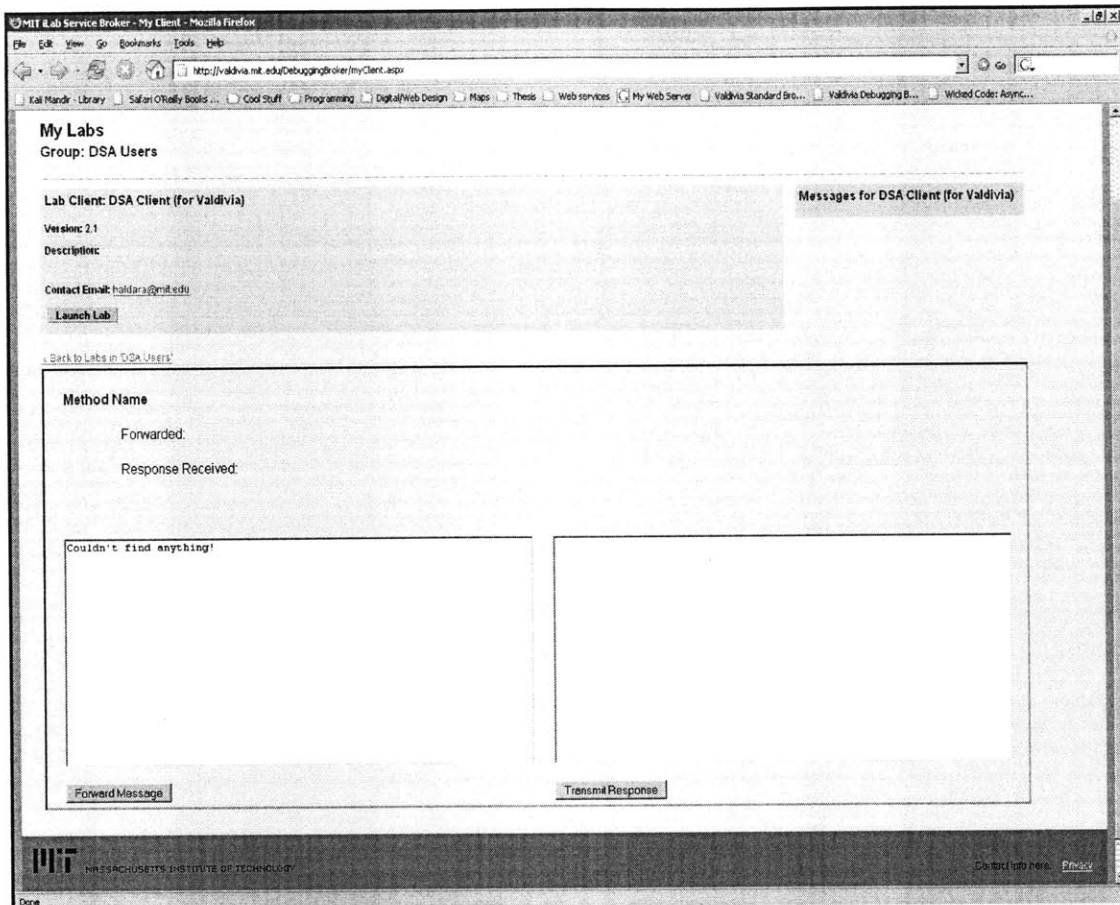 MIT iLab Service Broker - My Client - Mozilla Firefox
File Edit View Go Bookmarks Tools Help
http://valdivia.mit.edu/DebuggingBroker/myClient.aspx
Go
Kali Mandir - Library Safari O'Reilly Books ... Cool Stuff Programming Digital/Web Design Maps Thesis Web services My Web Server Valdivia Standard Bro... Valdivia Debugging B... Wicked Code: Async...
My Labs
Group: DSA Users
Lab Client: DSA Client (for Valdivia)
Messages for DSA Client (for Valdivia)
Version: 2.1
Description:
Contact Email: haldara@mit.edu
Launch Lab
‹ Back to Labs in 'DSA Users'
Method Name
Forwarded:
Response Received:
Couldn't find anything!
Forward Message
Transmit Response
MIT MASSACHUSETTS INSTITUTE OF TECHNOLOGY
Contact info here. Privacy
Done